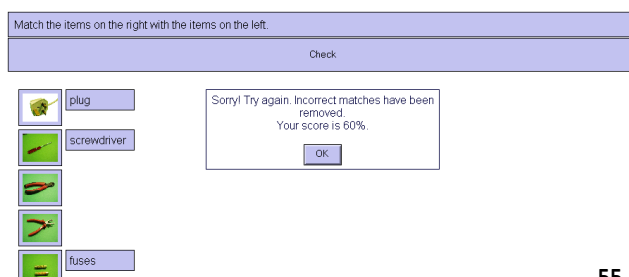 Match the items on the right with the items on the left.
Check
plug
Sorry! Try again. Incorrect matches have been
removed.
Your score is 60%.
screwdriver
OK
fuses
55